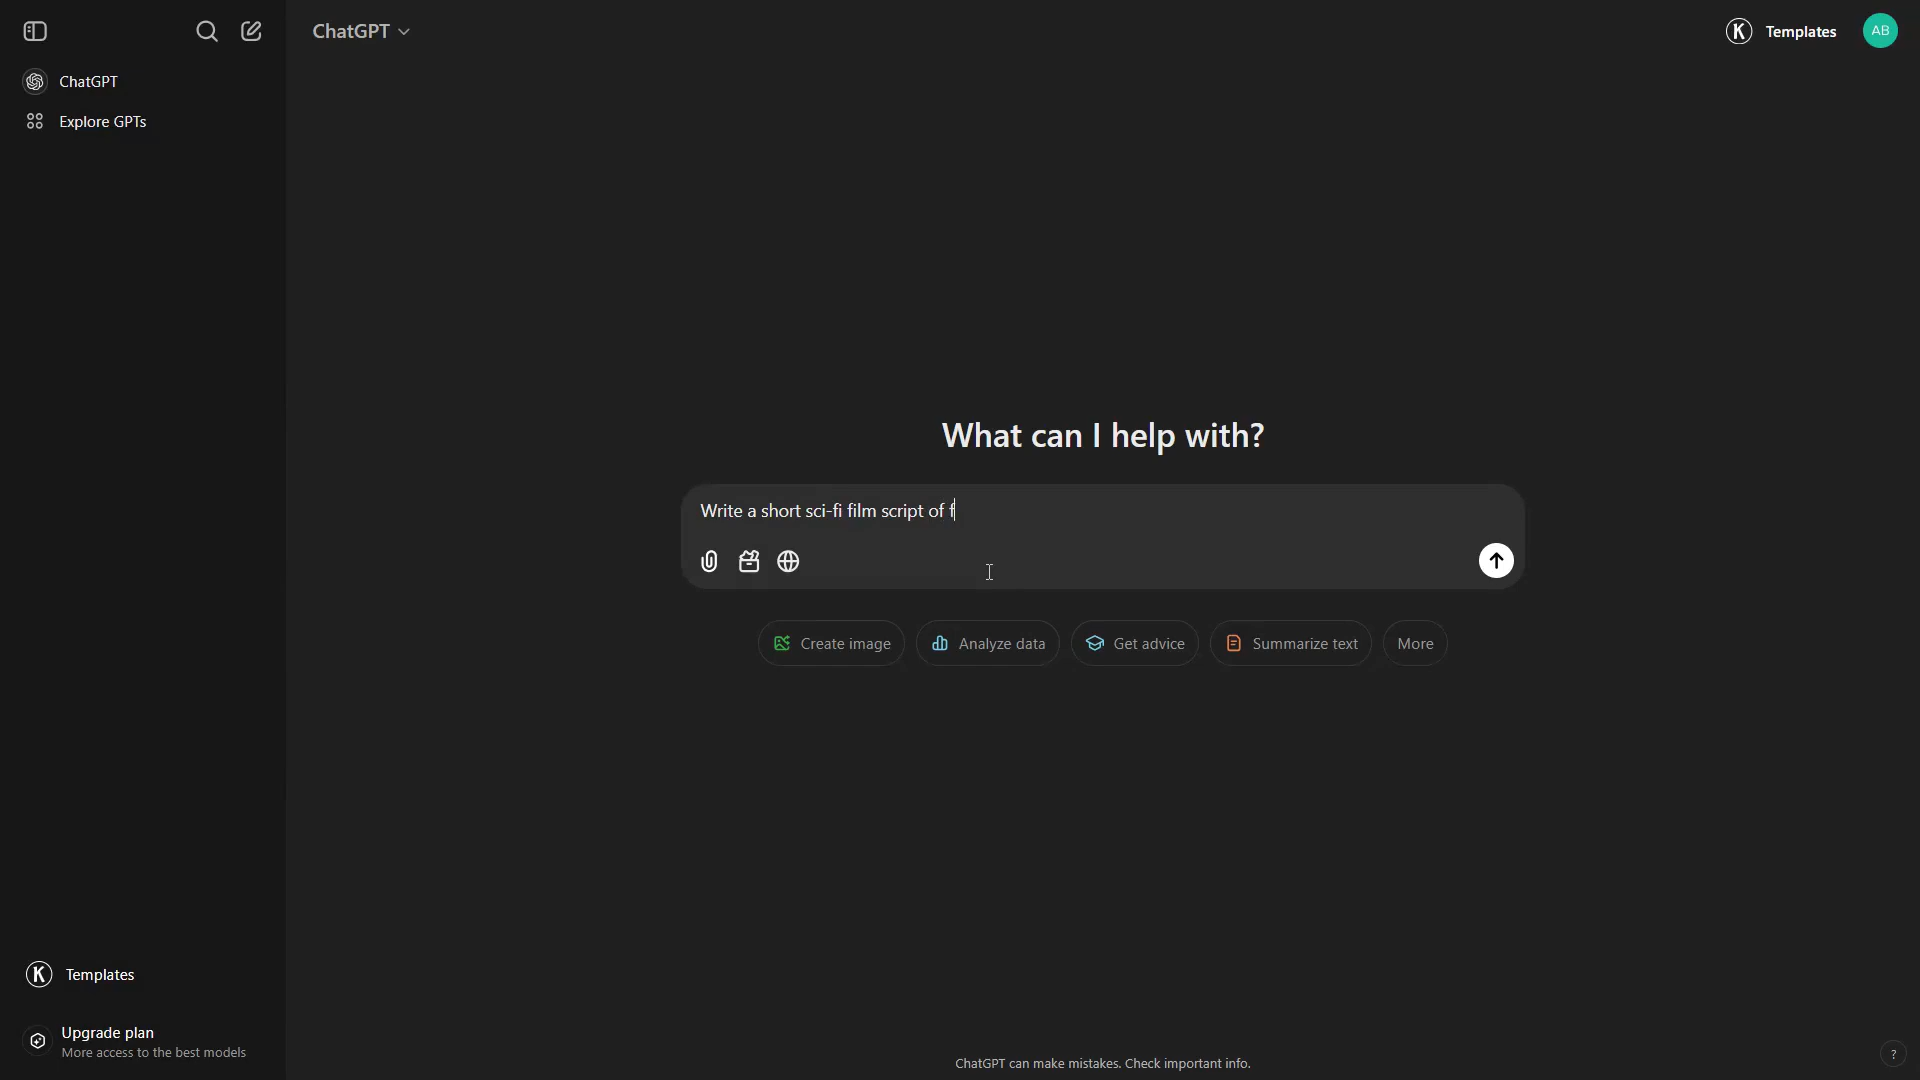 ChatGPT
K Templates
AB
ChatGPT
Explore GPTs
What can I help with?
Write a short sci-fi film script of f
Create image
Analyze data
Get advice
Summarize text
More
K Templates
Upgrade plan
More access to the best models
ChatGPT can make mistakes. Check important info.
?